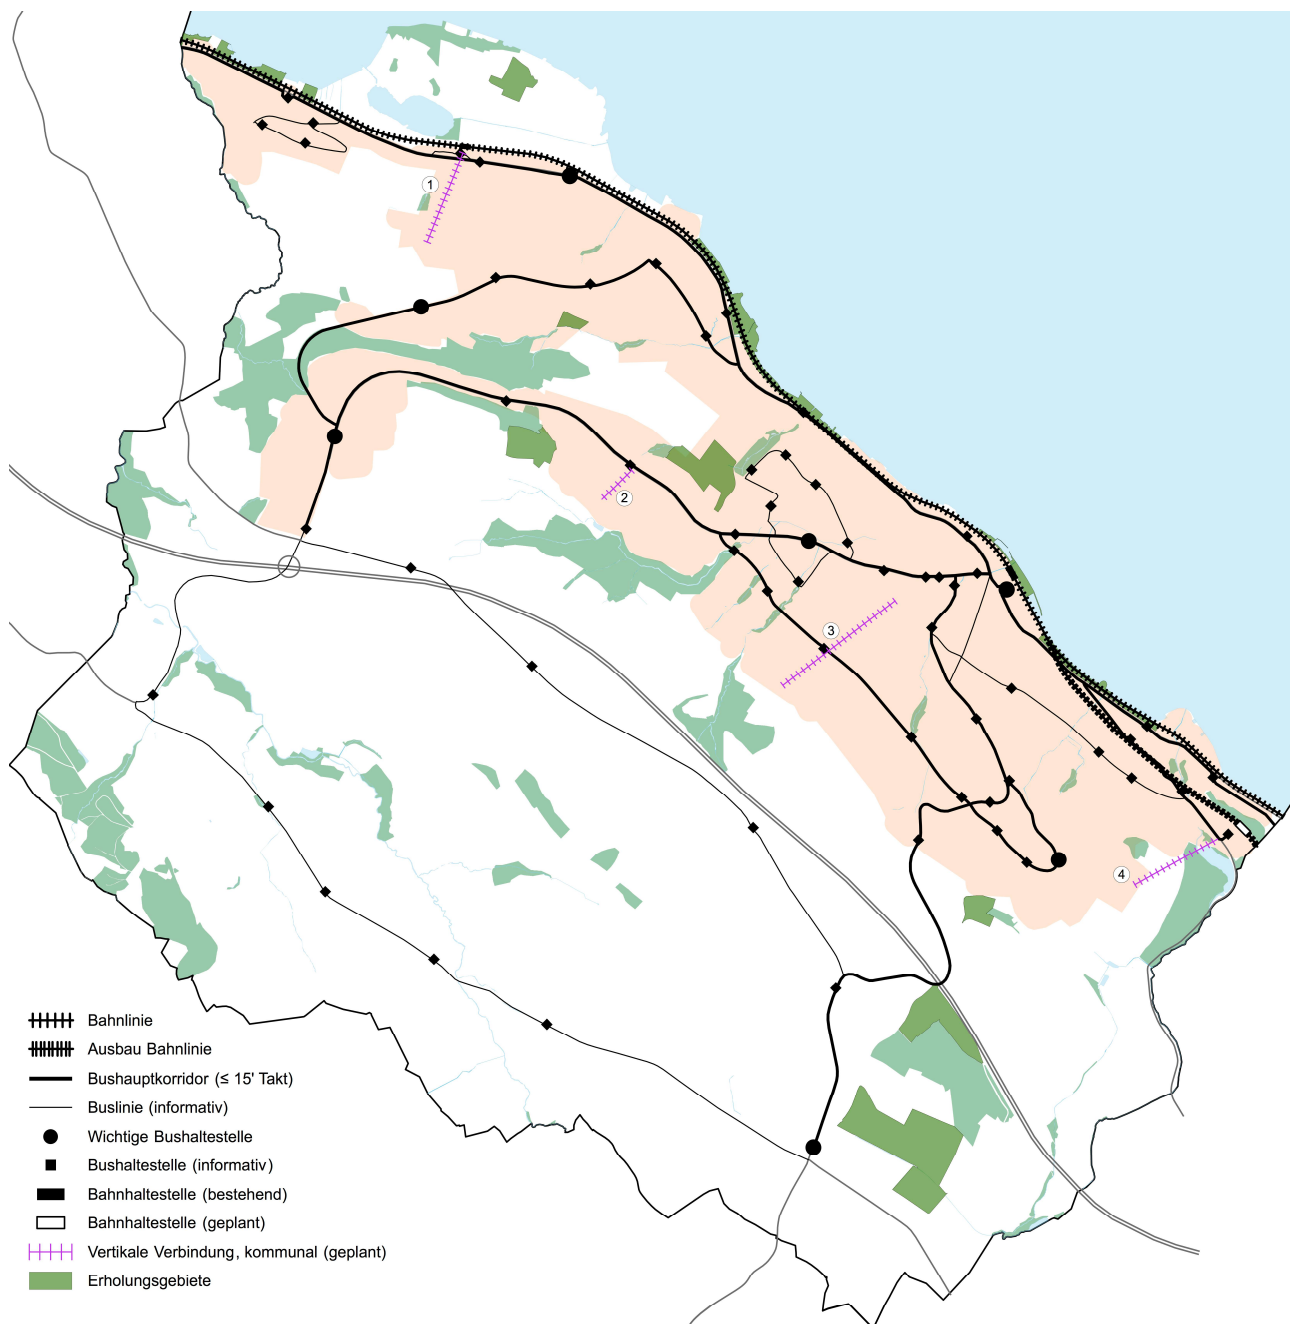 1
2
3
4
Bahnlinie
Ausbau Bahnlinie
Bushauptkorridor (≤ 15' Takt)
Buslinie (informativ)
Wichtige Bushaltestelle
Bushaltestelle (informativ)
Bahnhaltestelle (bestehend)
Bahnhaltestelle (geplant)
Vertikale Verbindung, kommunal (geplant)
Erholungsgebiete